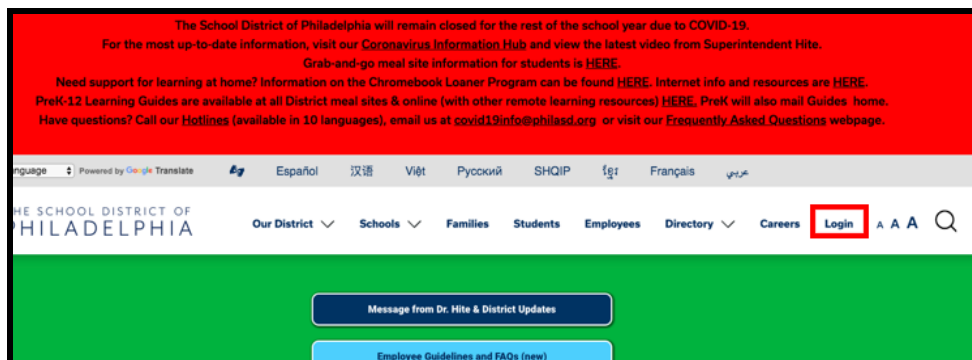 The School District of Philadelphia will remain closed for the rest of the school year due to COVID-19.
For the most up-to-date information, visit our Coronavirus Information Hub and view the latest video from Superintendent Hite.
Grab-and-go meal site information for students is HERE.
Need support for learning at home? Information on the Chromebook Loaner Program can be found HERE. Internet info and resources are HERE.
PreK-12 Learning Guides are available at all District meal sites & online (with other remote learning resources) HERE. PreK will also mail Guides home.
Have questions? Call our Hotlines (available in 10 languages), email us at covid19info@philasd.org or visit our Frequently Asked Questions webpage.
nguage Powered by Google Translate Español 汉语 Việt Русский SHQIP ខ្មែរ Français عربي
HE SCHOOL DISTRICT OF
PHILADELPHIA
Our District Schools Families Students Employees Directory Careers Login A A A
Message from Dr. Hite & District Updates
Employee Guidelines and FAQs (new)